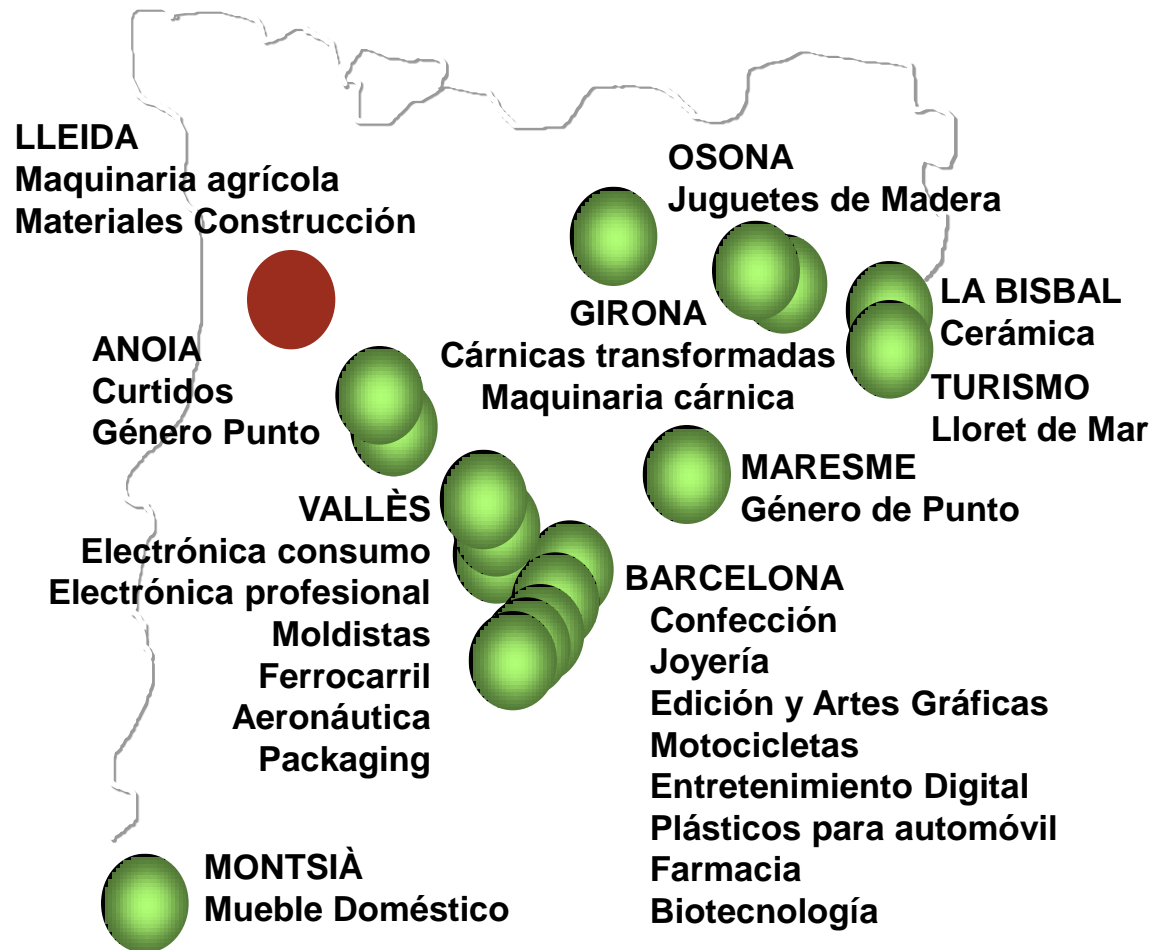 LLEIDA
Maquinaria agrícola
Materiales Construcción
OSONA
Juguetes de Madera
GIRONA
Cárnicas transformadas
Maquinaria cárnica
LA BISBAL
Cerámica
TURISMO
Lloret de Mar
ANOIA
Curtidos
Género Punto
MARESME
Género de Punto
VALLÈS
Electrónica consumo
Electrónica profesional
Moldistas
Ferrocarril
Aeronáutica
Packaging
BARCELONA
Confección
Joyería
Edición y Artes Gráficas
Motocicletas
Entretenimiento Digital
Plásticos para automóvil
Farmacia
Biotecnología
MONTSIÀ
Mueble Doméstico